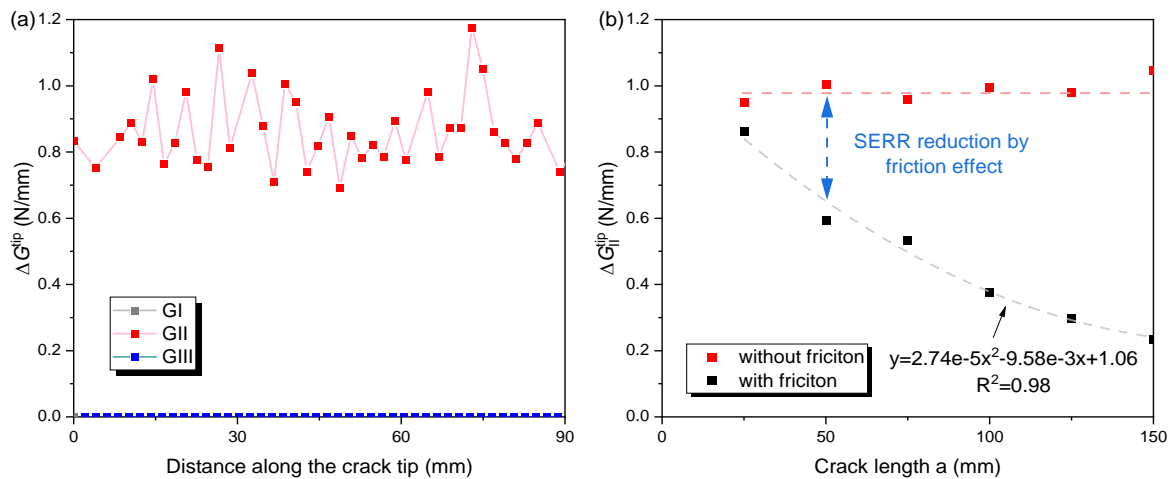 (a)
1.2
1.0
0.8
0.6
0.4
0.2
0.0
ΔG^tip (N/mm)
GI
GII
GIII
0 30 60 90
Distance along the crack tip (mm)
(b)
1.2
1.0
0.8
0.6
0.4
0.2
0.0
ΔG_II^tip (N/mm)
SERR reduction by
friction effect
without friciton
with friciton
y=2.74e-5x²-9.58e-3x+1.06
R²=0.98
0 50 100 150
Crack length a (mm)